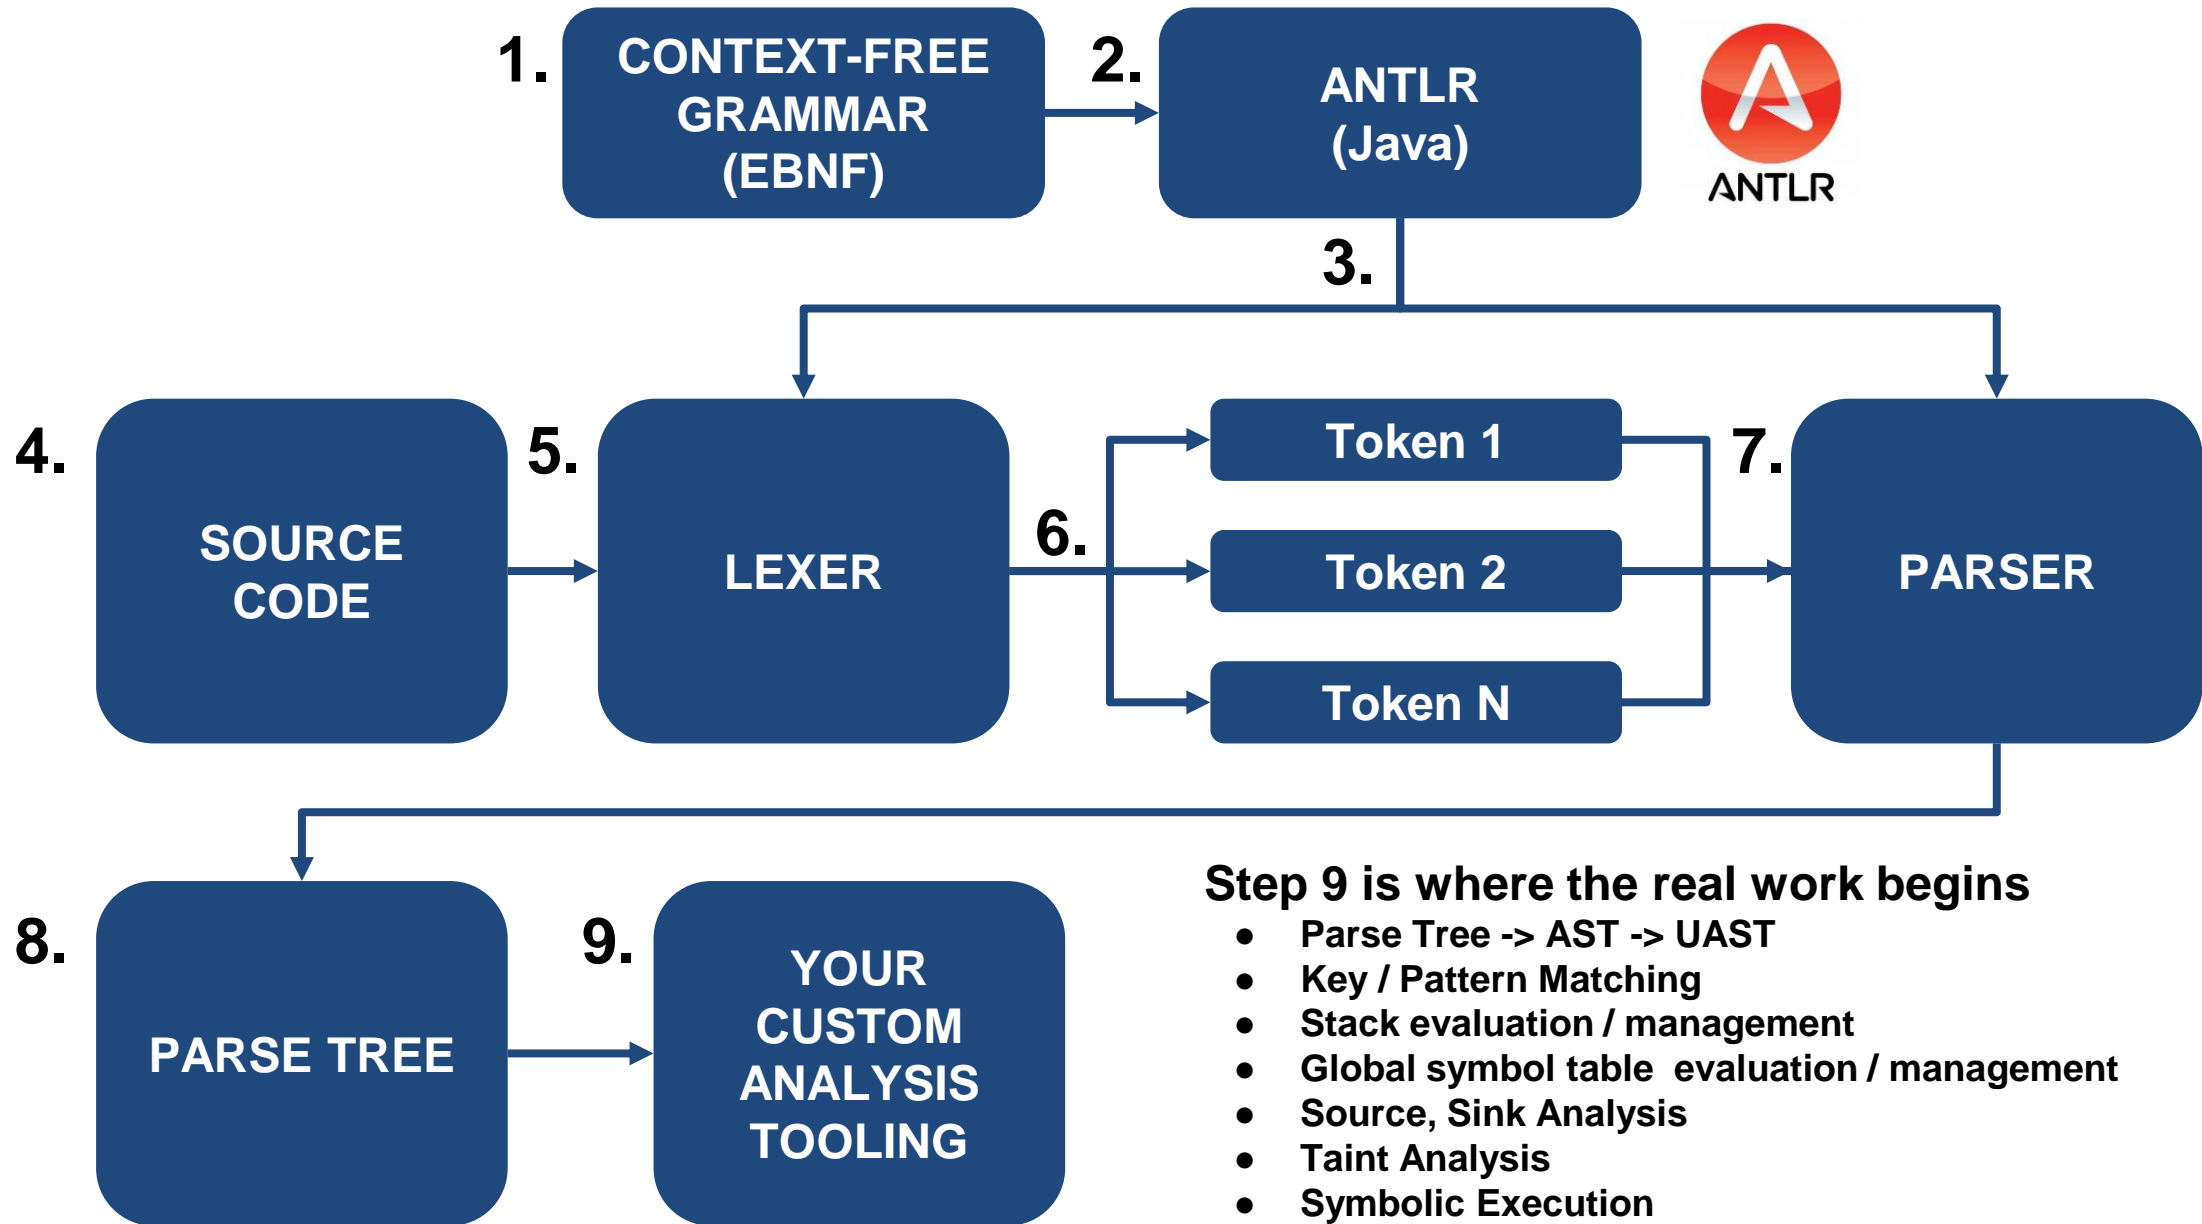 1.
CONTEXT-FREE
GRAMMAR
(EBNF)
2.
ANTLR
(Java)
ANTLR
3.
4.
SOURCE
CODE
5.
LEXER
6.
Token 1
Token 2
Token N
7.
PARSER
8.
PARSE TREE
9.
YOUR
CUSTOM
ANALYSIS
TOOLING
Step 9 is where the real work begins
● Parse Tree -> AST -> UAST
● Key / Pattern Matching
● Stack evaluation / management
● Global symbol table  evaluation / management
● Source, Sink Analysis
● Taint Analysis
● Symbolic Execution